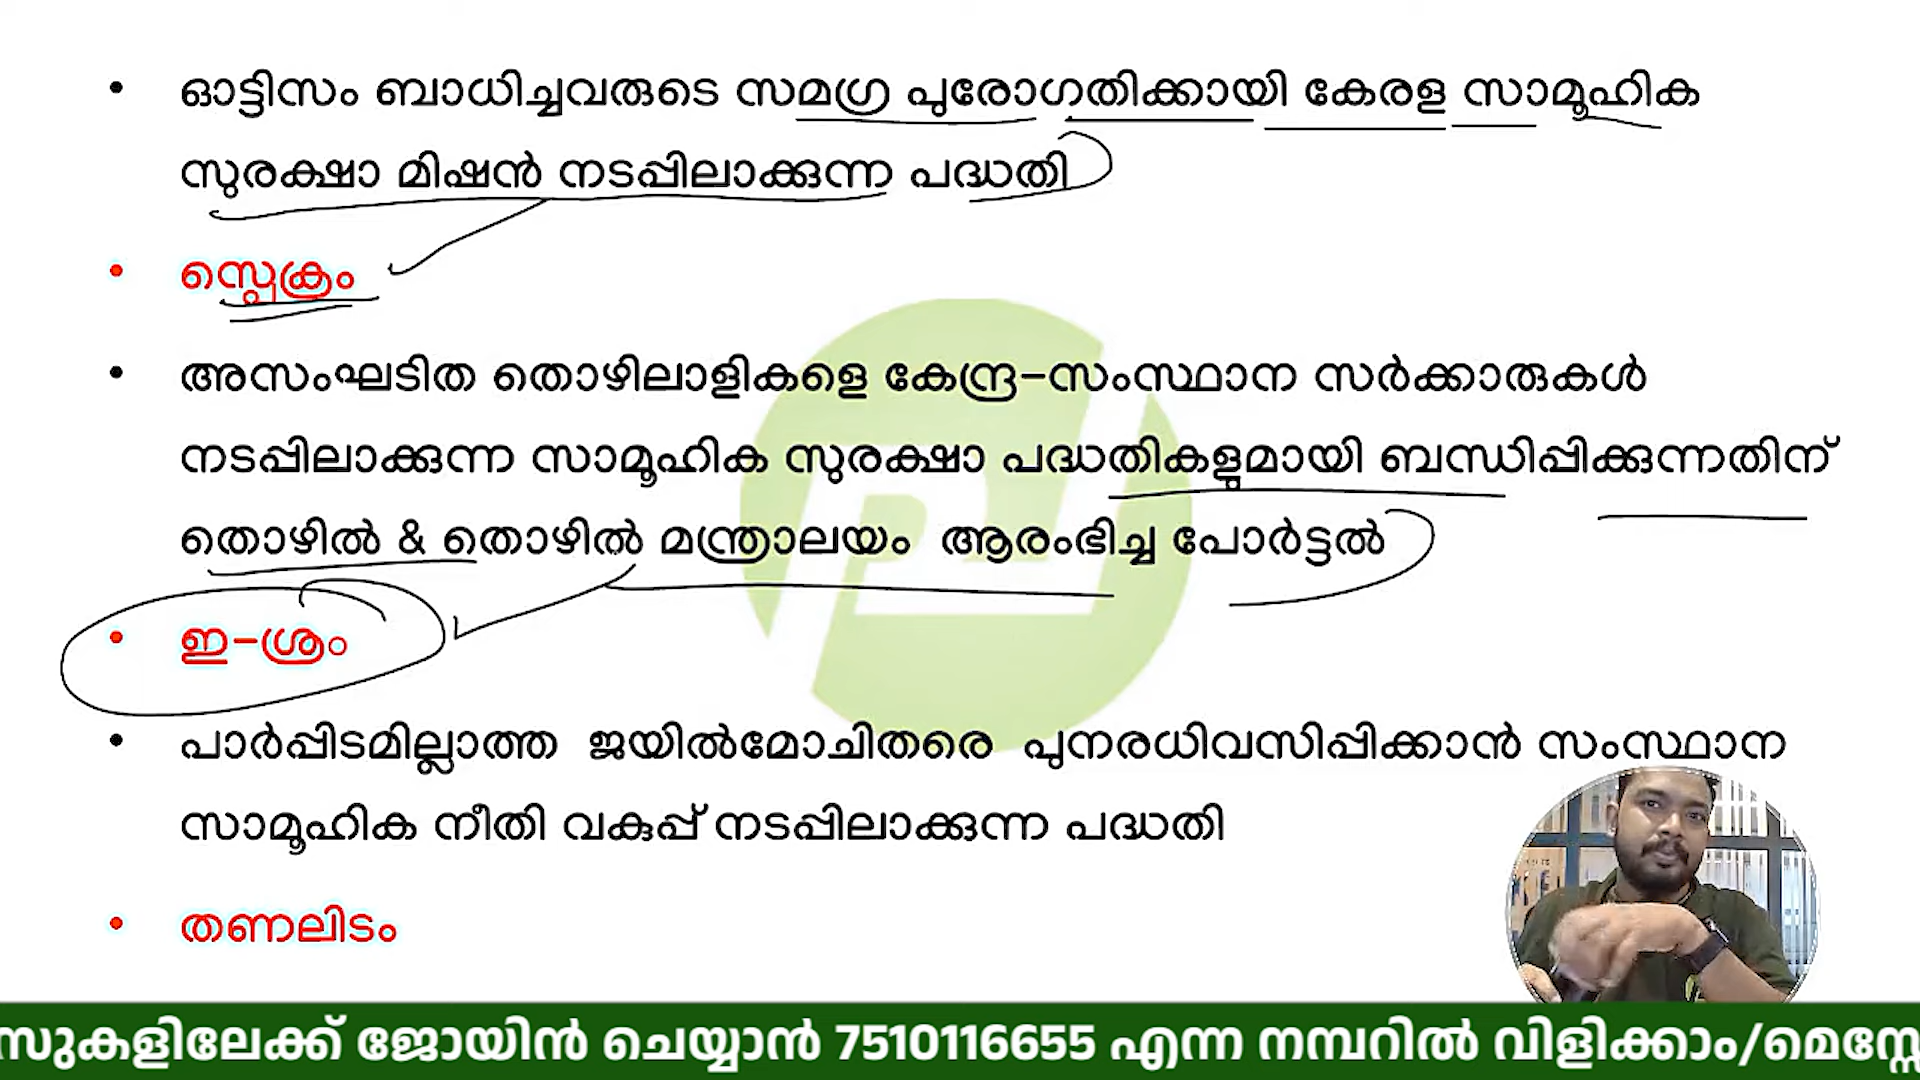 • ഓട്ടിസം ബാധിച്ചവരുടെ സമഗ്ര പുരോഗതിക്കായി കേരള സാമൂഹിക
സുരക്ഷാ മിഷൻ നടപ്പിലാക്കുന്ന പദ്ധതി
• സ്പെക്രം
• അസംഘടിത തൊഴിലാളികളെ കേന്ദ്ര-സംസ്ഥാന സർക്കാരുകൾ
നടപ്പിലാക്കുന്ന സാമൂഹിക സുരക്ഷാ പദ്ധതികളുമായി ബന്ധിപ്പിക്കുന്നതിന്
തൊഴിൽ & തൊഴിൽ മന്ത്രാലയം ആരംഭിച്ച പോർട്ടൽ
• ഇ-ശ്രം
• പാർപ്പിടമില്ലാത്ത ജയിൽമോചിതരെ പുനരധിവസിപ്പിക്കാൻ സംസ്ഥാന
സാമൂഹിക നീതി വകുപ്പ് നടപ്പിലാക്കുന്ന പദ്ധതി
• തണലിടം
സുകളിലേക്ക് ജോയിൻ ചെയ്യാൻ 7510116655 എന്ന നമ്പറിൽ വിളിക്കാം/മെസ്സേ